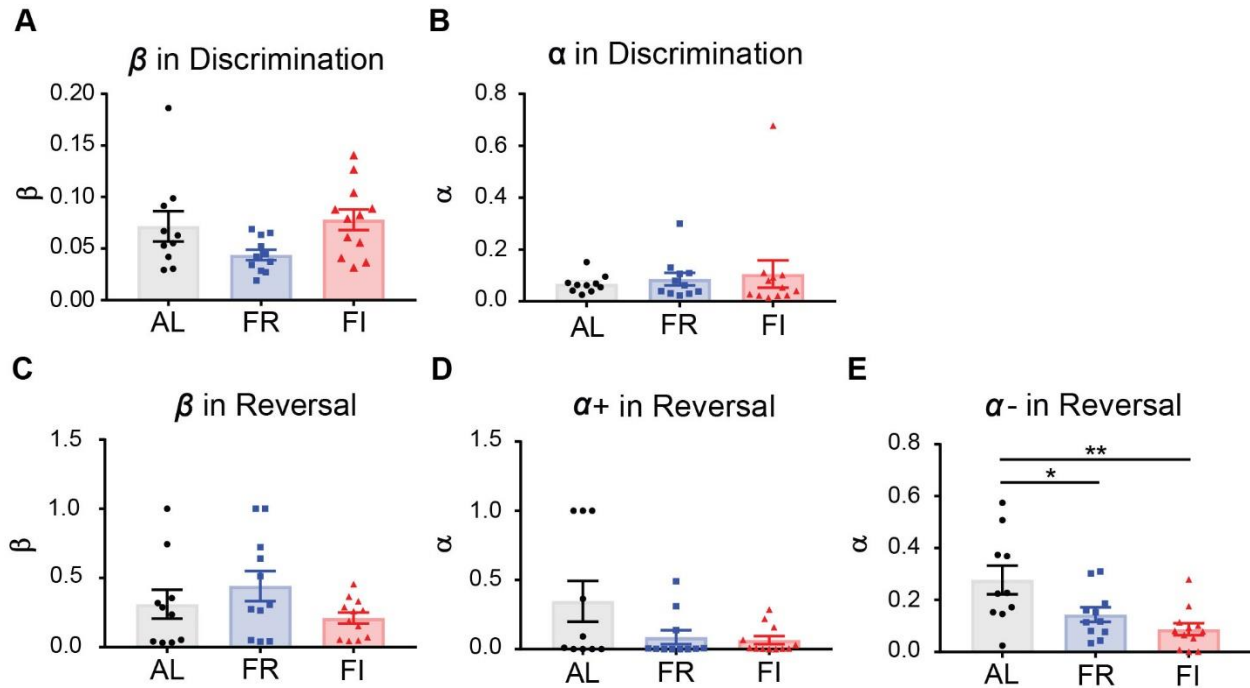 A
β in Discrimination
0.20
0.15
0.10
0.05
0.00
β
AL FR FI
B
α in Discrimination
0.8
0.6
0.4
0.2
0.0
α
AL FR FI
C
β in Reversal
1.5
1.0
0.5
0.0
β
AL FR FI
D
α+ in Reversal
1.5
1.0
0.5
0.0
α
AL FR FI
E
α- in Reversal
0.8
0.6
0.4
0.2
0.0
α
**
*
AL FR FI